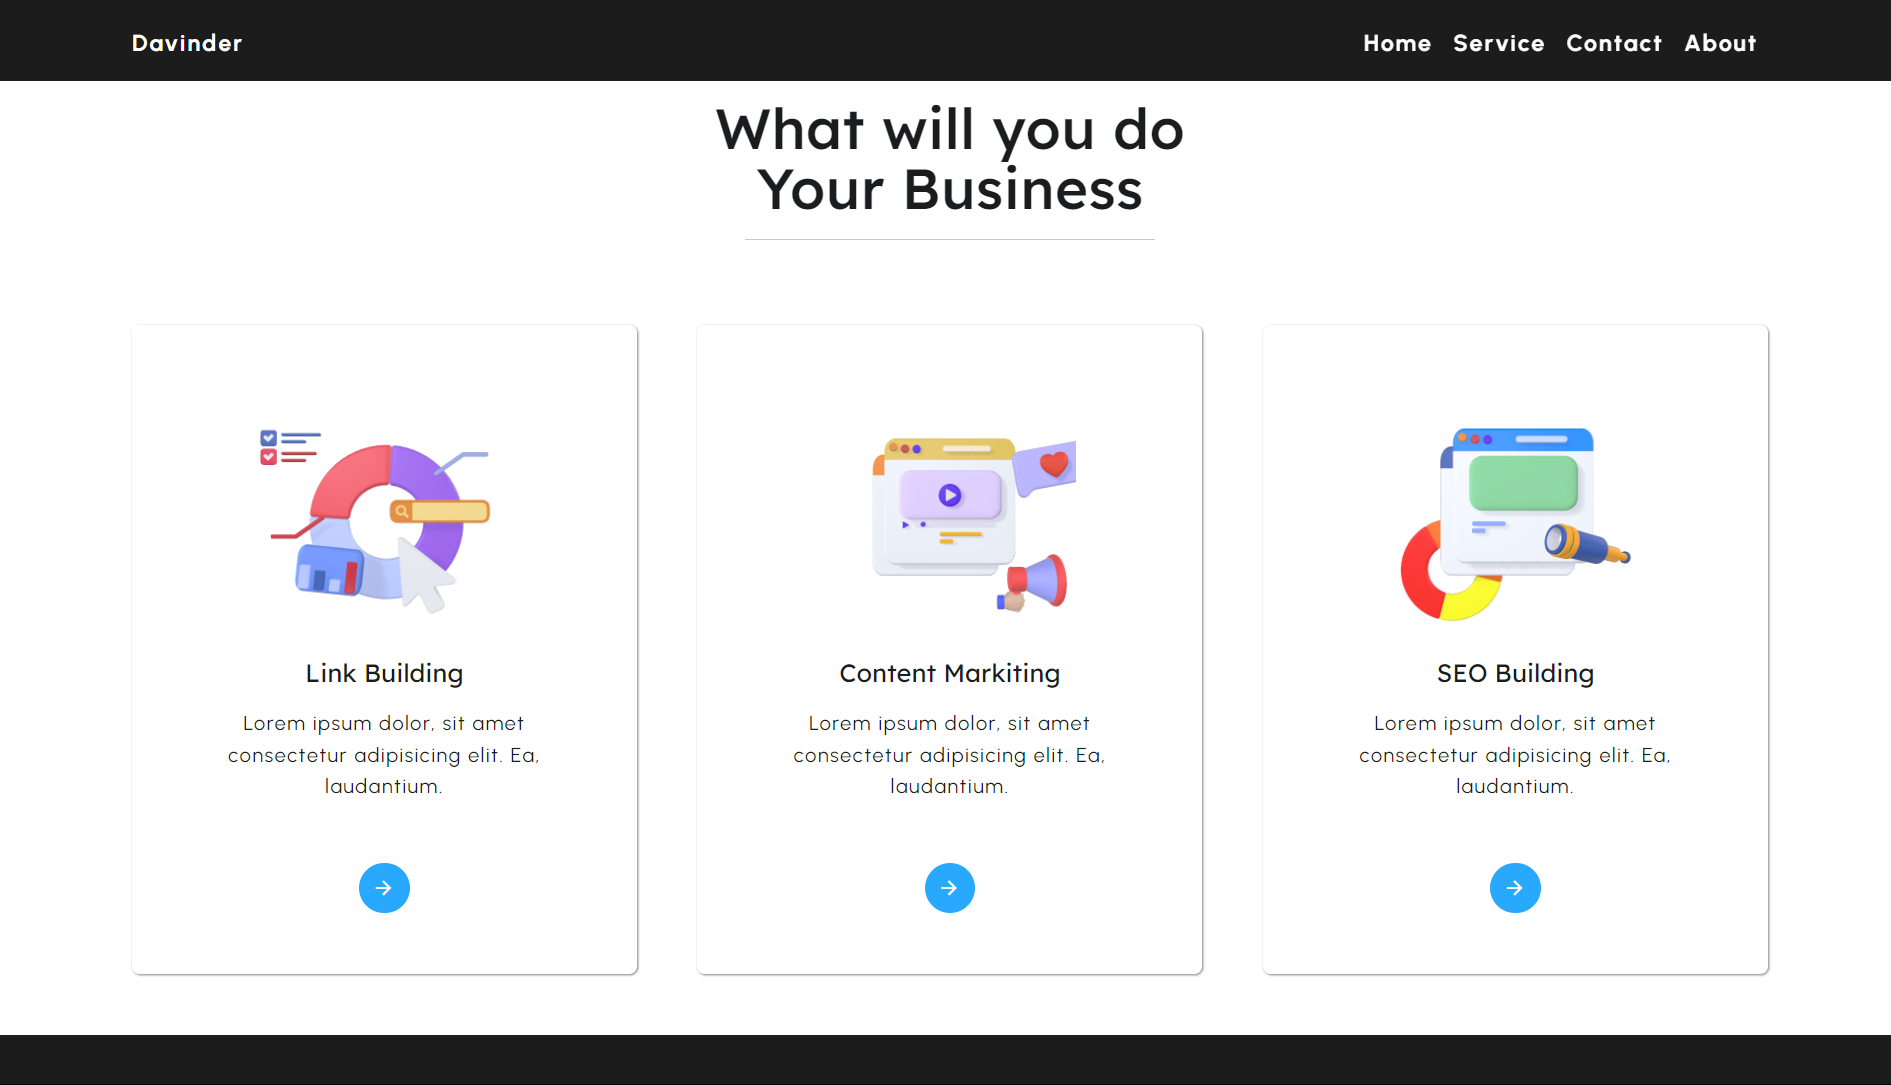 Davinder
Home Service Contact About
What will you do
Your Business
Link Building
Lorem ipsum dolor, sit amet
consectetur adipisicing elit. Ea,
laudantium.
Content Markiting
Lorem ipsum dolor, sit amet
consectetur adipisicing elit. Ea,
laudantium.
SEO Building
Lorem ipsum dolor, sit amet
consectetur adipisicing elit. Ea,
laudantium.